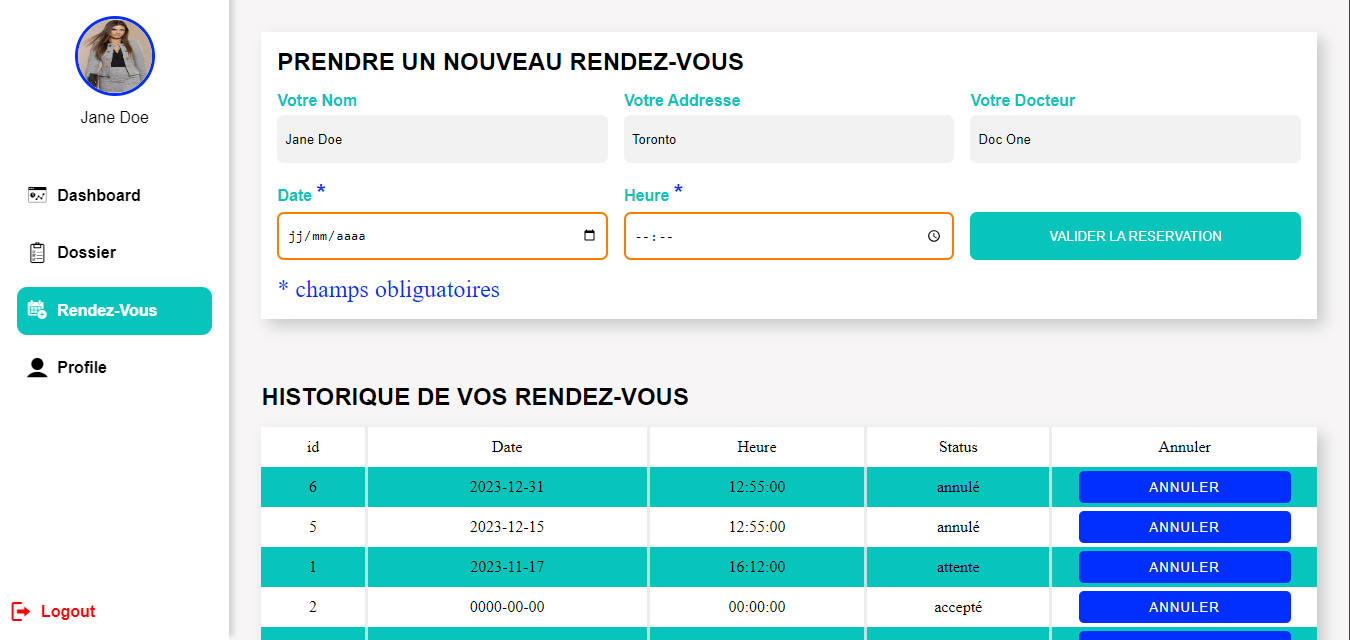 Jane Doe
Dashboard
Dossier
Rendez-Vous
Profile
Logout
PRENDRE UN NOUVEAU RENDEZ-VOUS
Votre Nom Votre Addresse Votre Docteur
Jane Doe Toronto Doc One
Date * Heure *
jj/mm/aaaa --:-- VALIDER LA RESERVATION
* champs obliguatoires
HISTORIQUE DE VOS RENDEZ-VOUS
id Date Heure Status Annuler
6 2023-12-31 12:55:00 annulé ANNULER
5 2023-12-15 12:55:00 annulé ANNULER
1 2023-11-17 16:12:00 attente ANNULER
2 0000-00-00 00:00:00 accepté ANNULER